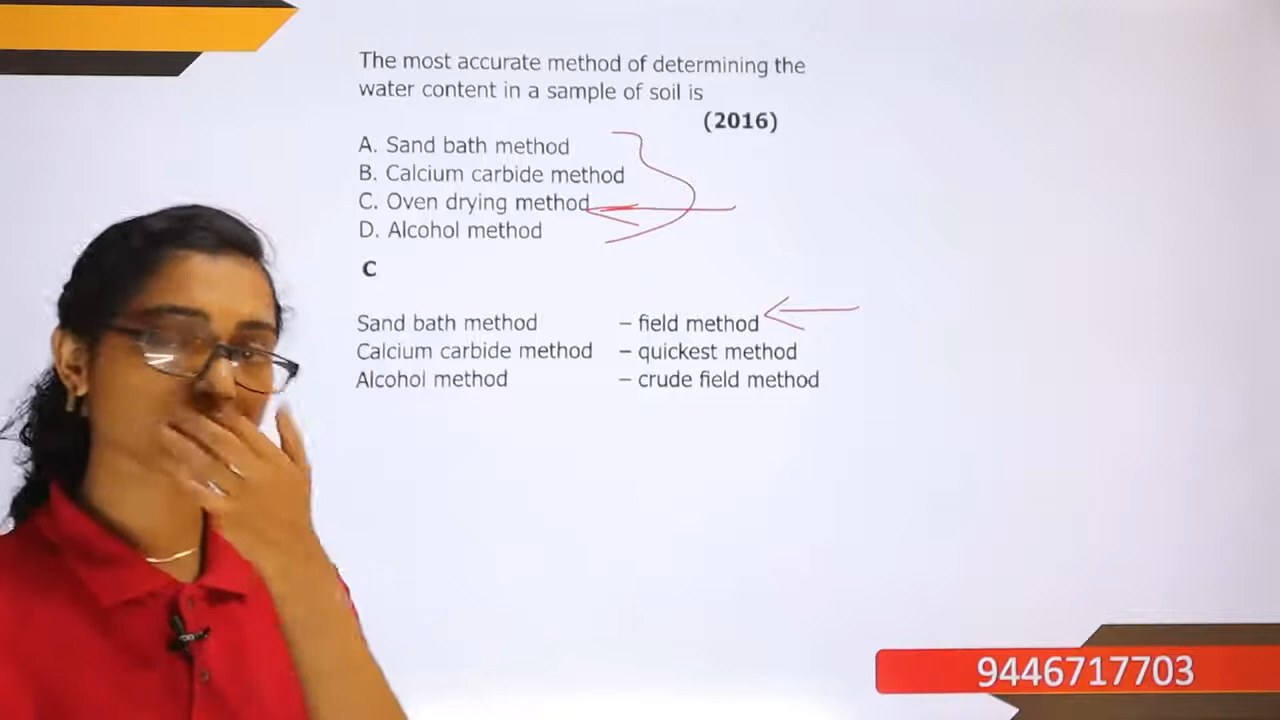 The most accurate method of determining the
water content in a sample of soil is
(2016)
A. Sand bath method
B. Calcium carbide method
C. Oven drying method
D. Alcohol method
C
Sand bath method – field method
Calcium carbide method – quickest method
Alcohol method – crude field method
9446717703